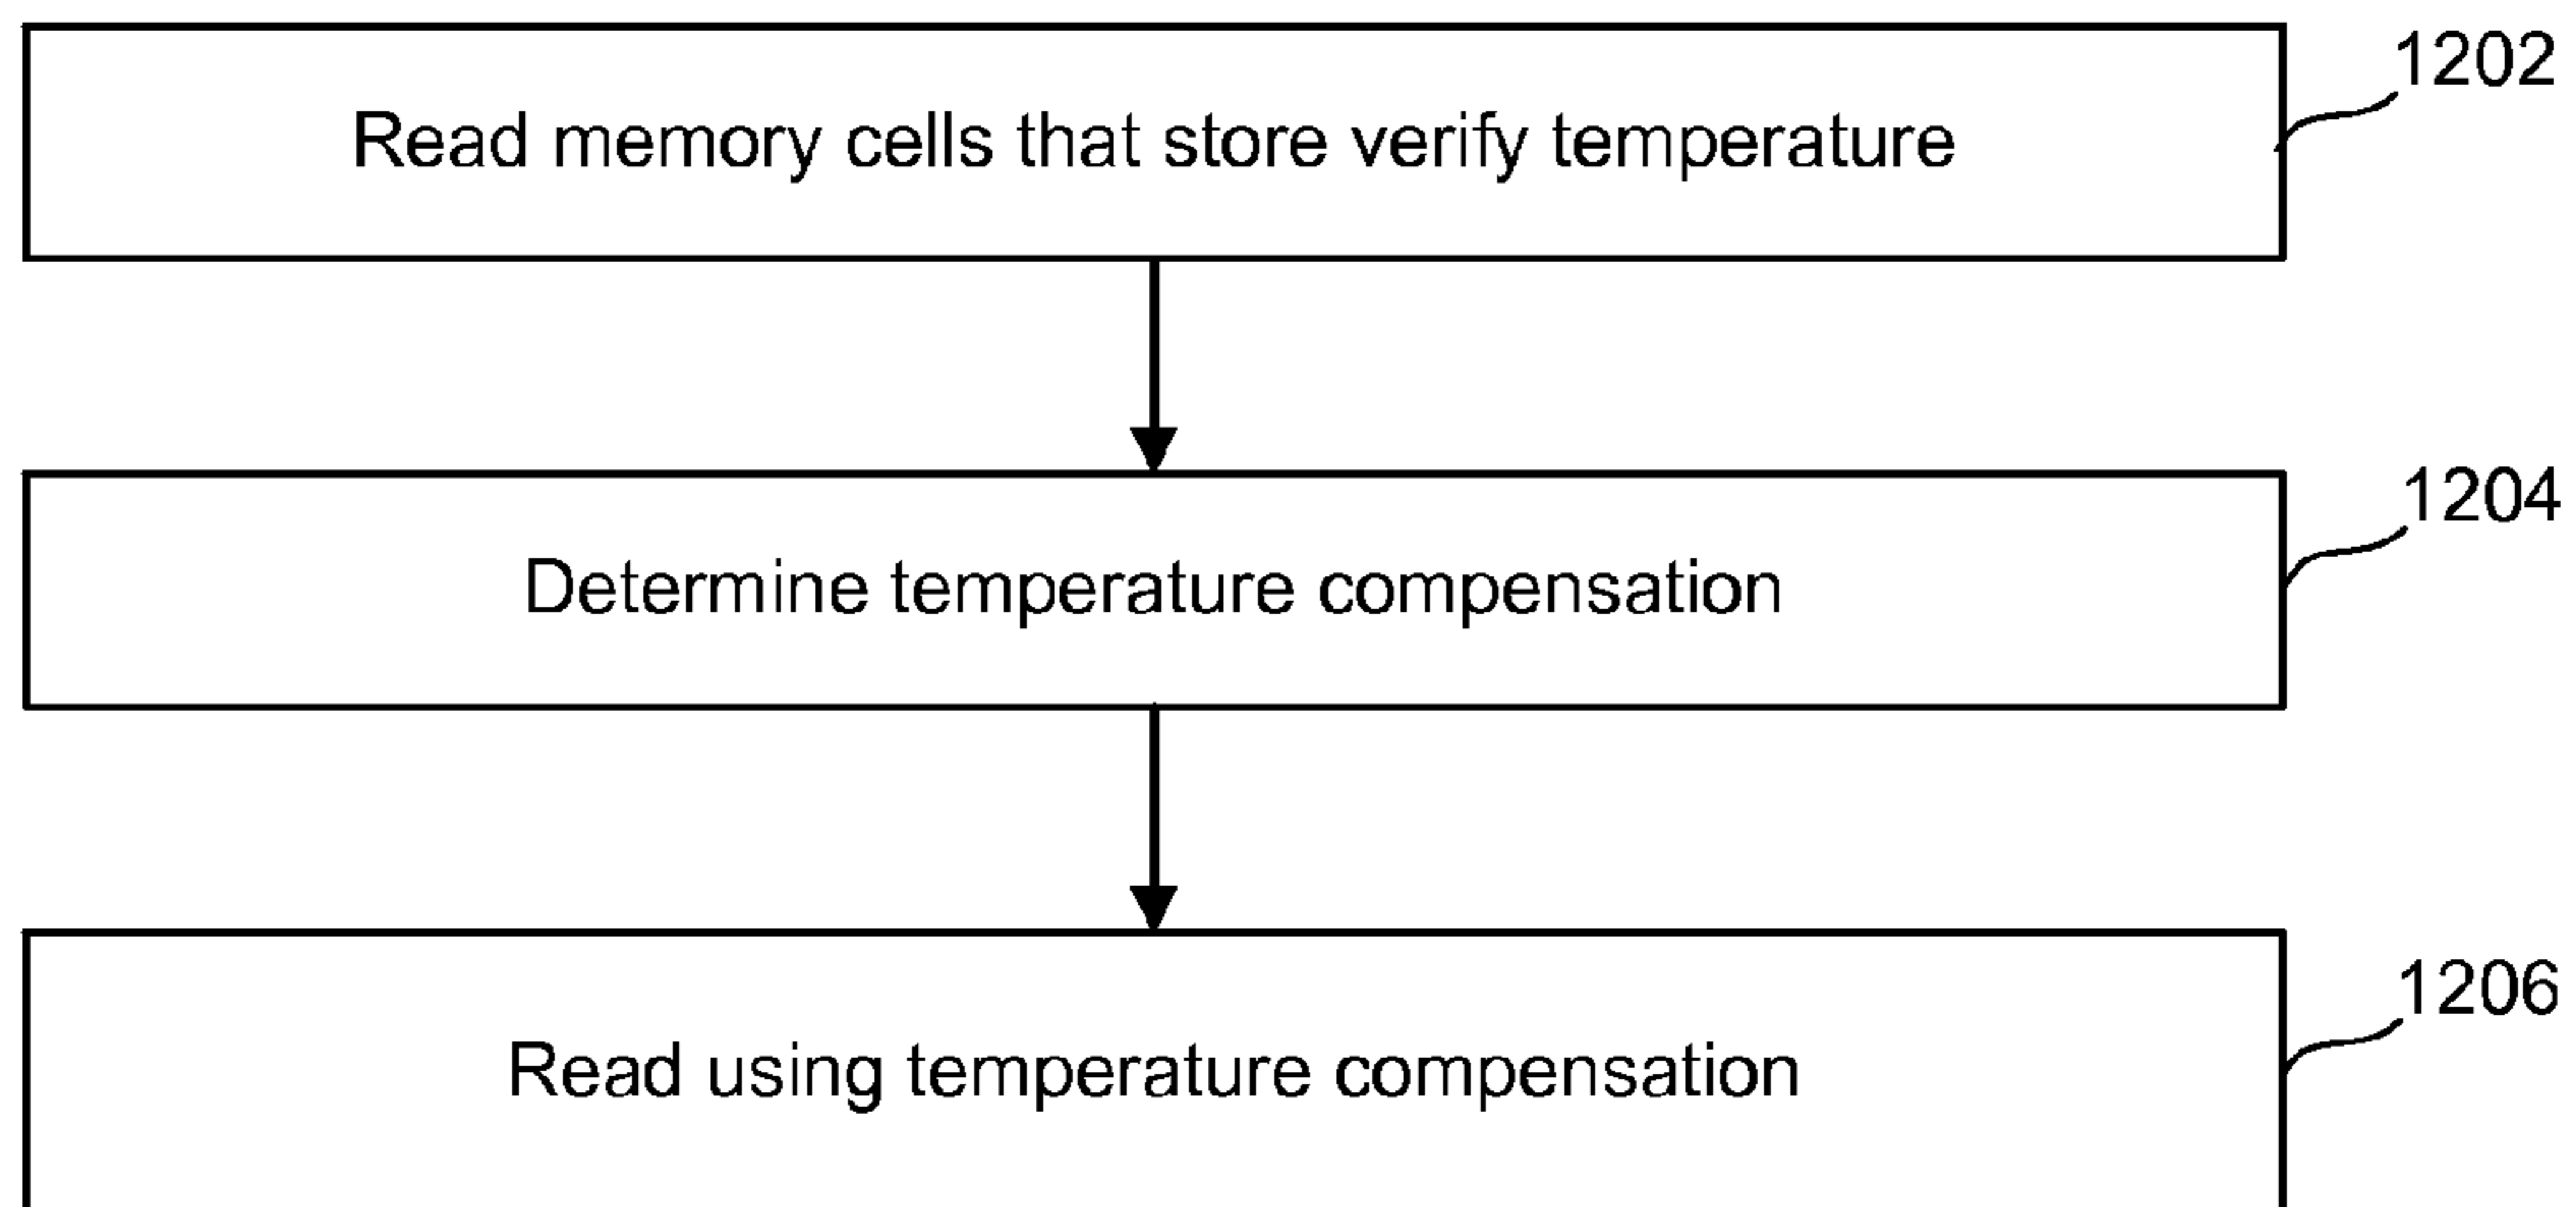 1202
Read memory cells that store verify temperature
1204
Determine temperature compensation
1206
Read using temperature compensation